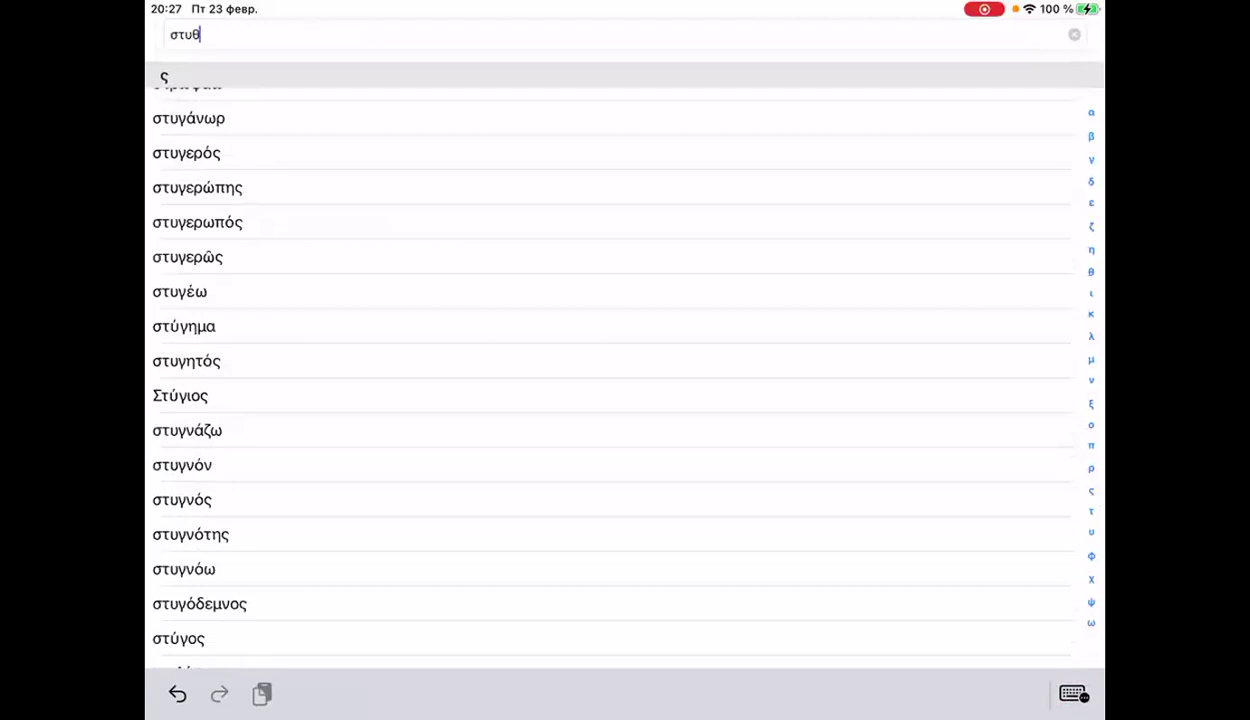 20:27 Пт 23 февр. 100 %
στυθ
ς
στυγάνωρ
στυγερός
στυγερώπης
στυγερωπός
στυγερῶς
στυγέω
στύγημα
στυγητός
Στύγιος
στυγνάζω
στυγνόν
στυγνός
στυγνότης
στυγνόω
στυγόδεμνος
στύγος
α
β
γ
δ
ε
ζ
η
θ
ι
κ
λ
μ
ν
ξ
ο
π
ρ
ς
τ
υ
φ
χ
ψ
ω